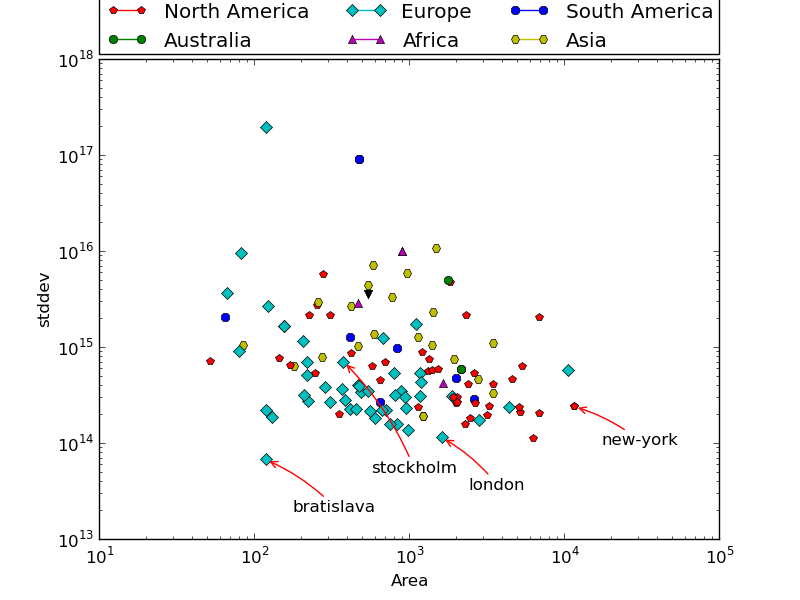 North America Europe South America
Australia Africa Asia
10^18
10^17
10^16
10^15
10^14
10^13
stddev
new-york
stockholm
london
bratislava
10^1 10^2 10^3 10^4 10^5
Area